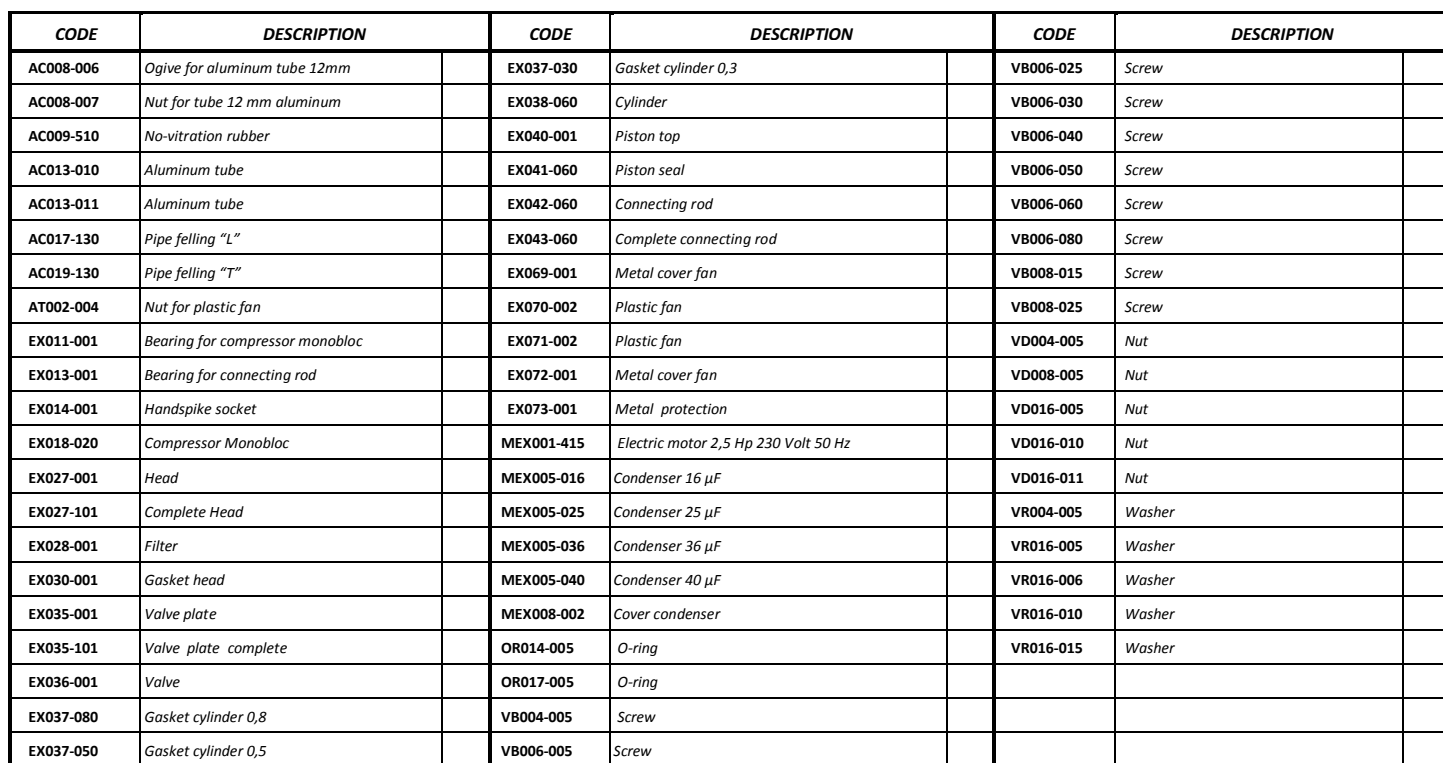 CODE DESCRIPTION CODE DESCRIPTION CODE DESCRIPTION
AC008-006 Ogive for aluminum tube 12mm EX037-030 Gasket cylinder 0,3 VB006-025 Screw
AC008-007 Nut for tube 12 mm aluminum EX038-060 Cylinder VB006-030 Screw
AC009-510 No-vitration rubber EX040-001 Piston top VB006-040 Screw
AC013-010 Aluminum tube EX041-060 Piston seal VB006-050 Screw
AC013-011 Aluminum tube EX042-060 Connecting rod VB006-060 Screw
AC017-130 Pipe felling “L” EX043-060 Complete connecting rod VB006-080 Screw
AC019-130 Pipe felling “T” EX069-001 Metal cover fan VB008-015 Screw
AT002-004 Nut for plastic fan EX070-002 Plastic fan VB008-025 Screw
EX011-001 Bearing for compressor monobloc EX071-002 Plastic fan VD004-005 Nut
EX013-001 Bearing for connecting rod EX072-001 Metal cover fan VD008-005 Nut
EX014-001 Handspike socket EX073-001 Metal protection VD016-005 Nut
EX018-020 Compressor Monobloc MEX001-415 Electric motor 2,5 Hp 230 Volt 50 Hz VD016-010 Nut
EX027-001 Head MEX005-016 Condenser 16 µF VD016-011 Nut
EX027-101 Complete Head MEX005-025 Condenser 25 µF VR004-005 Washer
EX028-001 Filter MEX005-036 Condenser 36 µF VR016-005 Washer
EX030-001 Gasket head MEX005-040 Condenser 40 µF VR016-006 Washer
EX035-001 Valve plate MEX008-002 Cover condenser VR016-010 Washer
EX035-101 Valve plate complete OR014-005 O-ring VR016-015 Washer
EX036-001 Valve OR017-005 O-ring
EX037-080 Gasket cylinder 0,8 VB004-005 Screw
EX037-050 Gasket cylinder 0,5 VB006-005 Screw